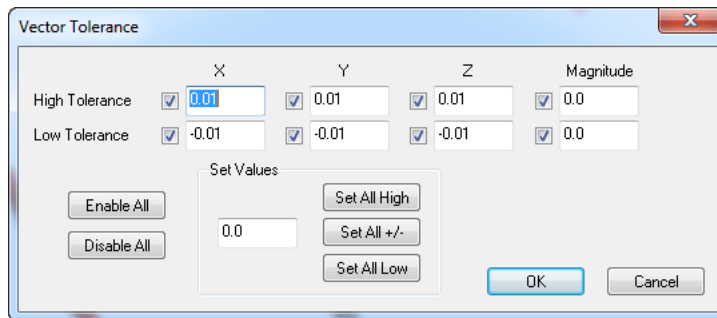 Vector Tolerance
X Y Z Magnitude
High Tolerance 0.01 0.01 0.01 0.0
Low Tolerance -0.01 -0.01 -0.01 0.0
Set Values
Enable All
Disable All
0.0
Set All High
Set All +/-
Set All Low
OK Cancel